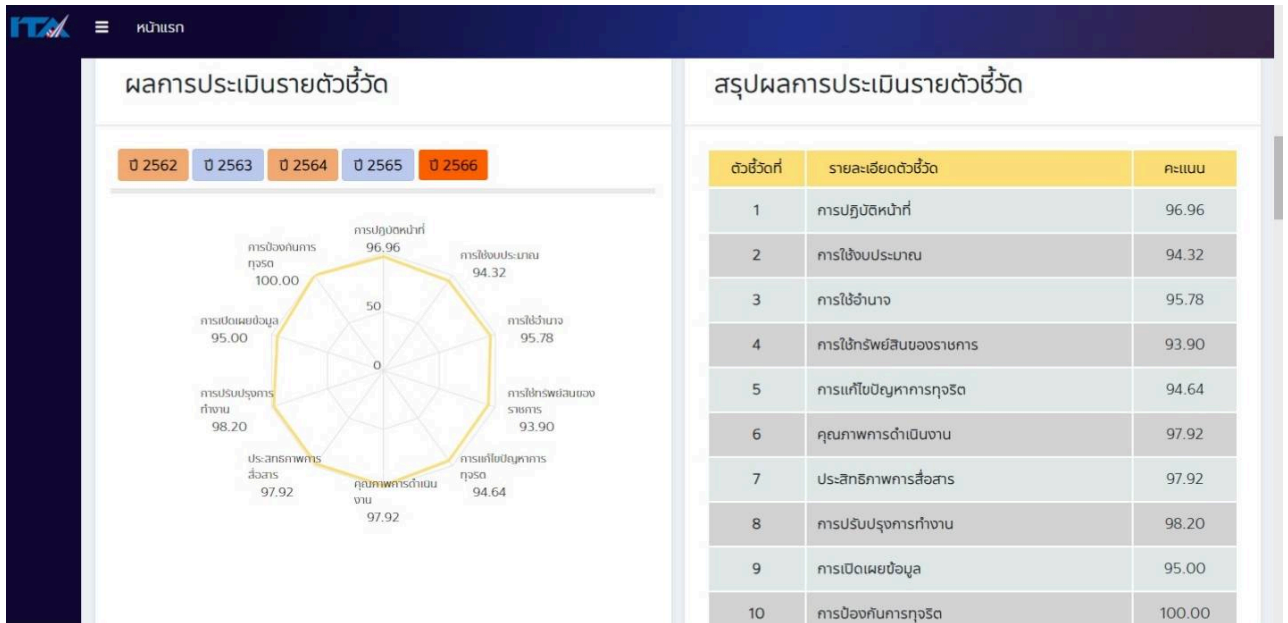 ITA
หน้าแรก
ผลการประเมินรายตัวชี้วัด
ปี 2562
ปี 2563
ปี 2564
ปี 2565
ปี 2566
การปฏิบัติหน้าที่
96.96
การใช้งบประมาณ
94.32
การใช้อำนาจ
95.78
การใช้ทรัพย์สินของ
ราชการ
93.90
การแก้ไขปัญหาการ
ทุจริต
94.64
คุณภาพการดำเนิน
งาน
97.92
ประสิทธิภาพการ
สื่อสาร
97.92
การปรับปรุงการ
ทำงาน
98.20
การเปิดเผยข้อมูล
95.00
การป้องกันการ
ทุจริต
100.00
50
0
สรุปผลการประเมินรายตัวชี้วัด
ตัวชี้วัดที่ รายละเอียดตัวชี้วัด คะแนน
1 การปฏิบัติหน้าที่ 96.96
2 การใช้งบประมาณ 94.32
3 การใช้อำนาจ 95.78
4 การใช้ทรัพย์สินของราชการ 93.90
5 การแก้ไขปัญหาการทุจริต 94.64
6 คุณภาพการดำเนินงาน 97.92
7 ประสิทธิภาพการสื่อสาร 97.92
8 การปรับปรุงการทำงาน 98.20
9 การเปิดเผยข้อมูล 95.00
10 การป้องกันการทุจริต 100.00